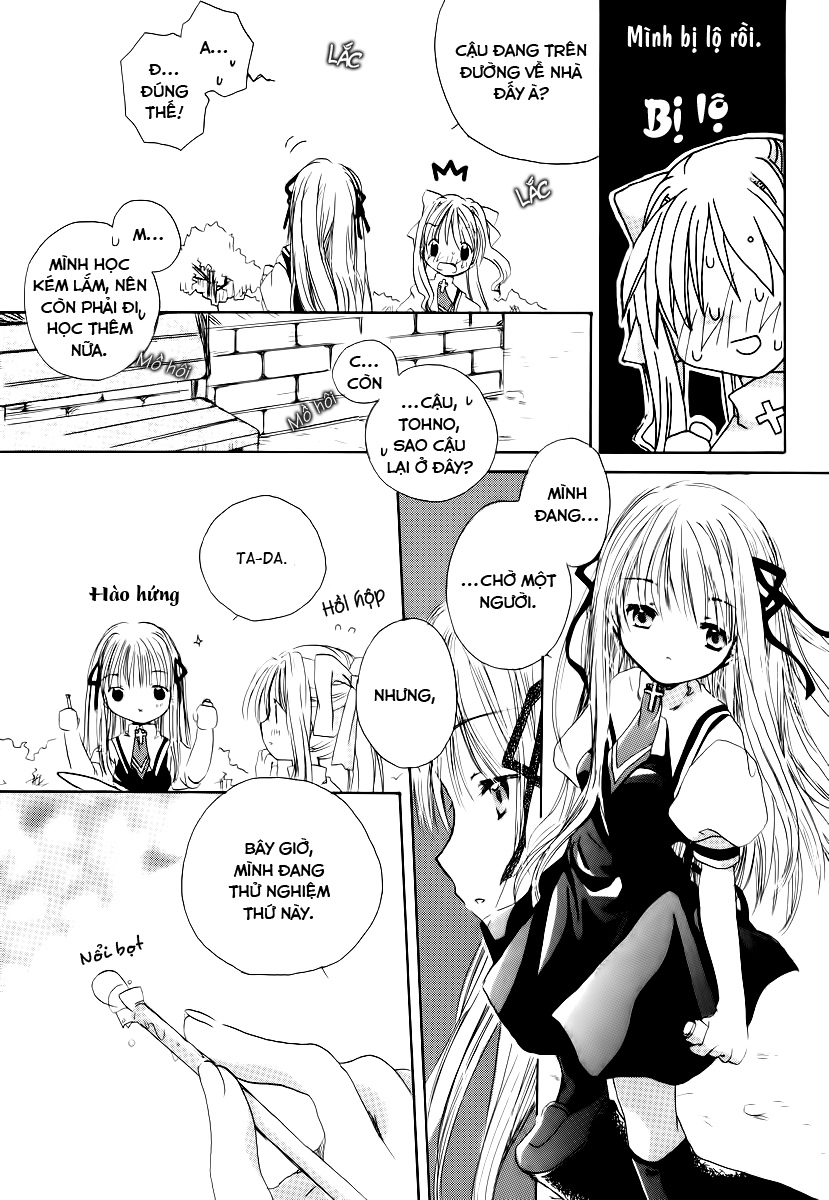 Mình bị lộ rồi.
Bị lộ
CẬU ĐANG TRÊN
ĐƯỜNG VỀ NHÀ
ĐẤY À?
LẮC
LẮC
A...
Đ...
ĐÚNG
THẾ!
M...
MÌNH HỌC
KÉM LẮM, NÊN
CÒN PHẢI ĐI
HỌC THÊM
NỮA.
Mồ hôi
C...
CÒN
...CẬU,
TOHNO,
SAO CẬU
LẠI Ở ĐÂY?
Mồ hôi
MÌNH
ĐANG...
...CHỜ MỘT
NGƯỜI.
NHƯNG,
TA-DA.
Hào hứng
Hồi hộp
BÂY GIỜ,
MÌNH ĐANG
THỬ NGHIỆM
THỨ NÀY.
Nổi bọt